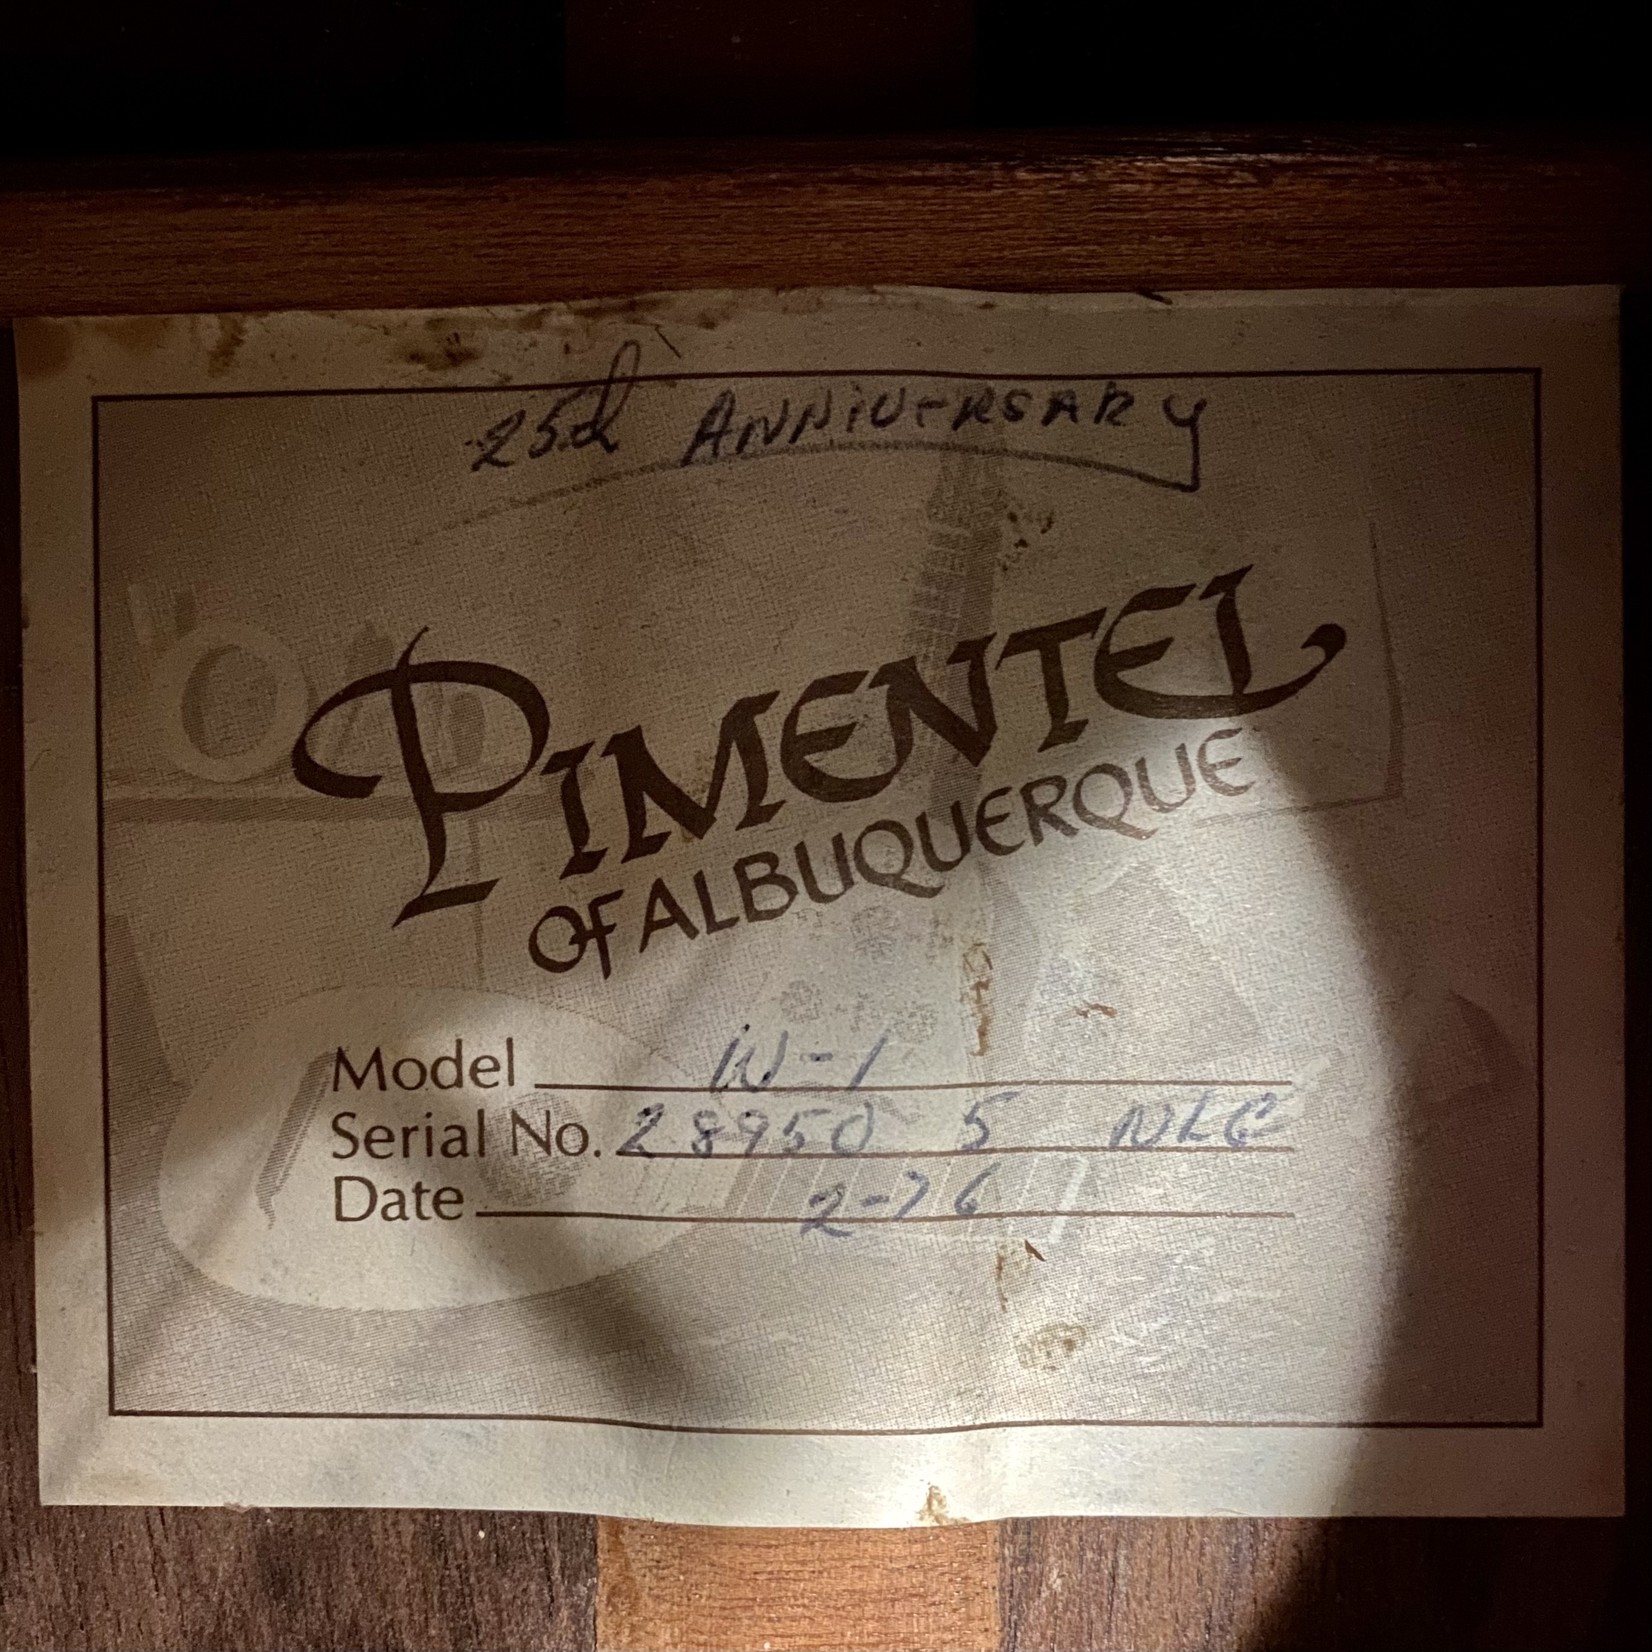 25th ANNIVERSARY
PIMENTEL
OF ALBUQUERQUE
Model W-1
Serial No. 28950 5 NLC
Date 2-76